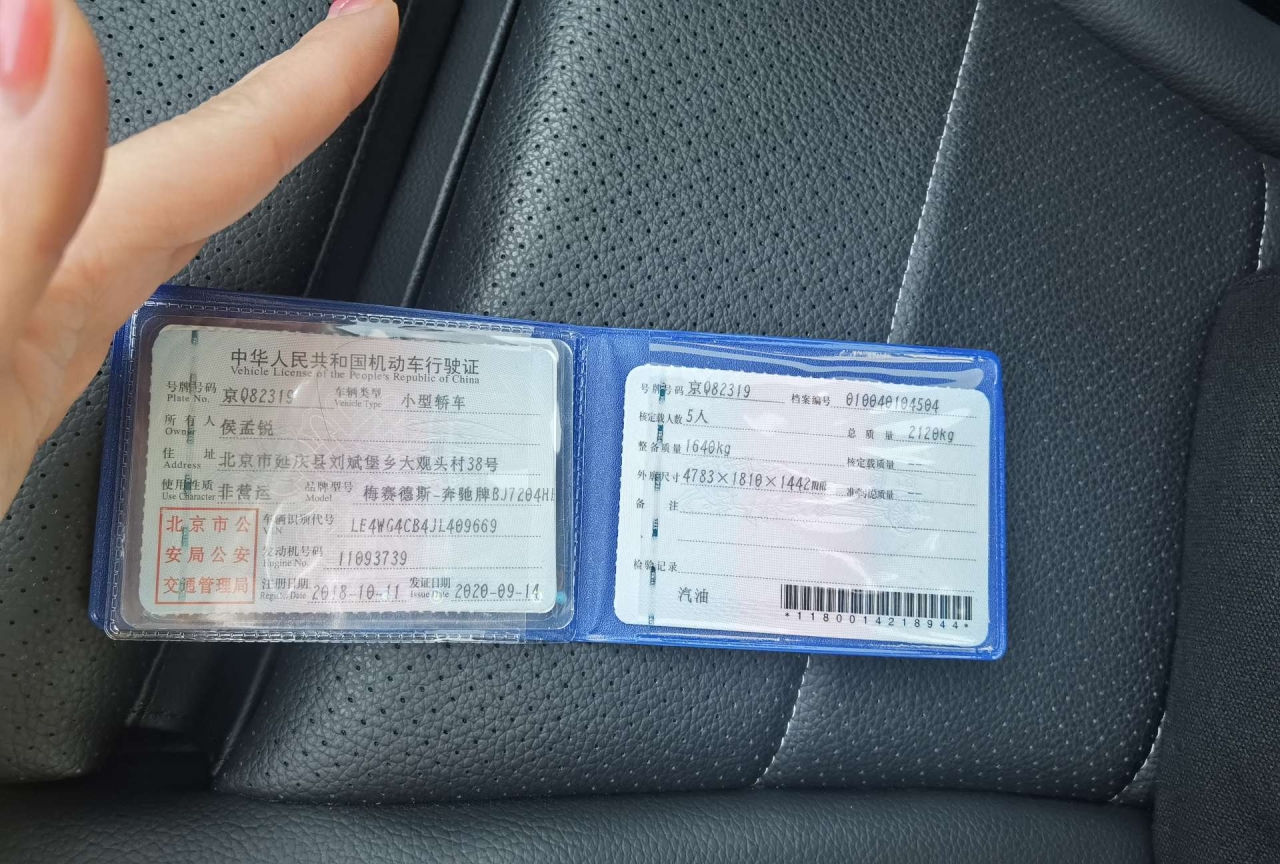 中华人民共和国机动车行驶证
Vehicle License of the People's Republic of China
号牌号码 京Q82319 车辆类型 小型轿车
Plate No. Vehicle Type
所有人 侯孟锐
Owner
住址 北京市延庆县刘斌堡乡大观头村38号
Address
使用性质 非营运 品牌型号 梅赛德斯-奔驰牌BJ7204H
Use Character Model
北京市公
安局公安
交通管理局
车辆识别代号 LE4WG4CB4JL409669
VIN
发动机号码 11093739
Engine No.
注册日期 2018-10-11 发证日期 2020-09-14
Register Date Issue Date
号牌号码 京Q82319 档案编号 010040104504
核定载人数 5人 总质量 2120kg
整备质量 1640kg 核定载质量 --
外廓尺寸 4783×1810×1442mm 准牵引总质量 --
备注
检验记录
汽油
*1180014218944*